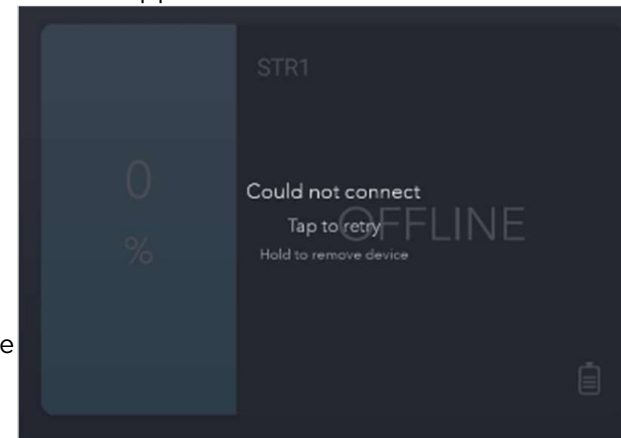 STR1
0
%
Could not connect
OFFLINE
Tap to retry
Hold to remove device
e